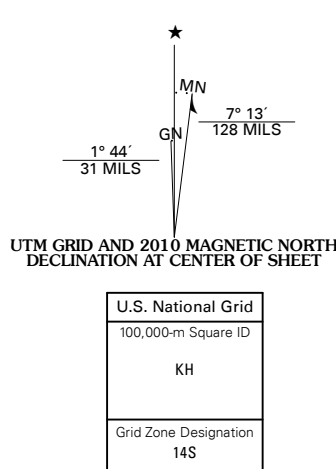 ★
MN
GN
7° 13´
128 MILS
1° 44´
31 MILS
UTM GRID AND 2010 MAGNETIC NORTH
DECLINATION AT CENTER OF SHEET
U.S. National Grid
100,000-m Square ID
KH
Grid Zone Designation
14S